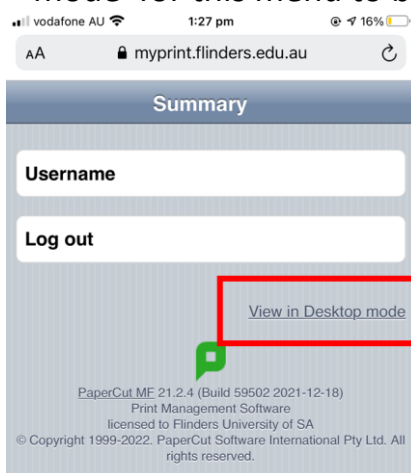 mode' for this menu to b
vodafone AU 1:27 pm 16%
AA myprint.flinders.edu.au
Summary
Username
Log out
View in Desktop mode
PaperCut MF 21.2.4 (Build 59502 2021-12-18)
Print Management Software
licensed to Flinders University of SA
© Copyright 1999-2022. PaperCut Software International Pty Ltd. All
rights reserved.